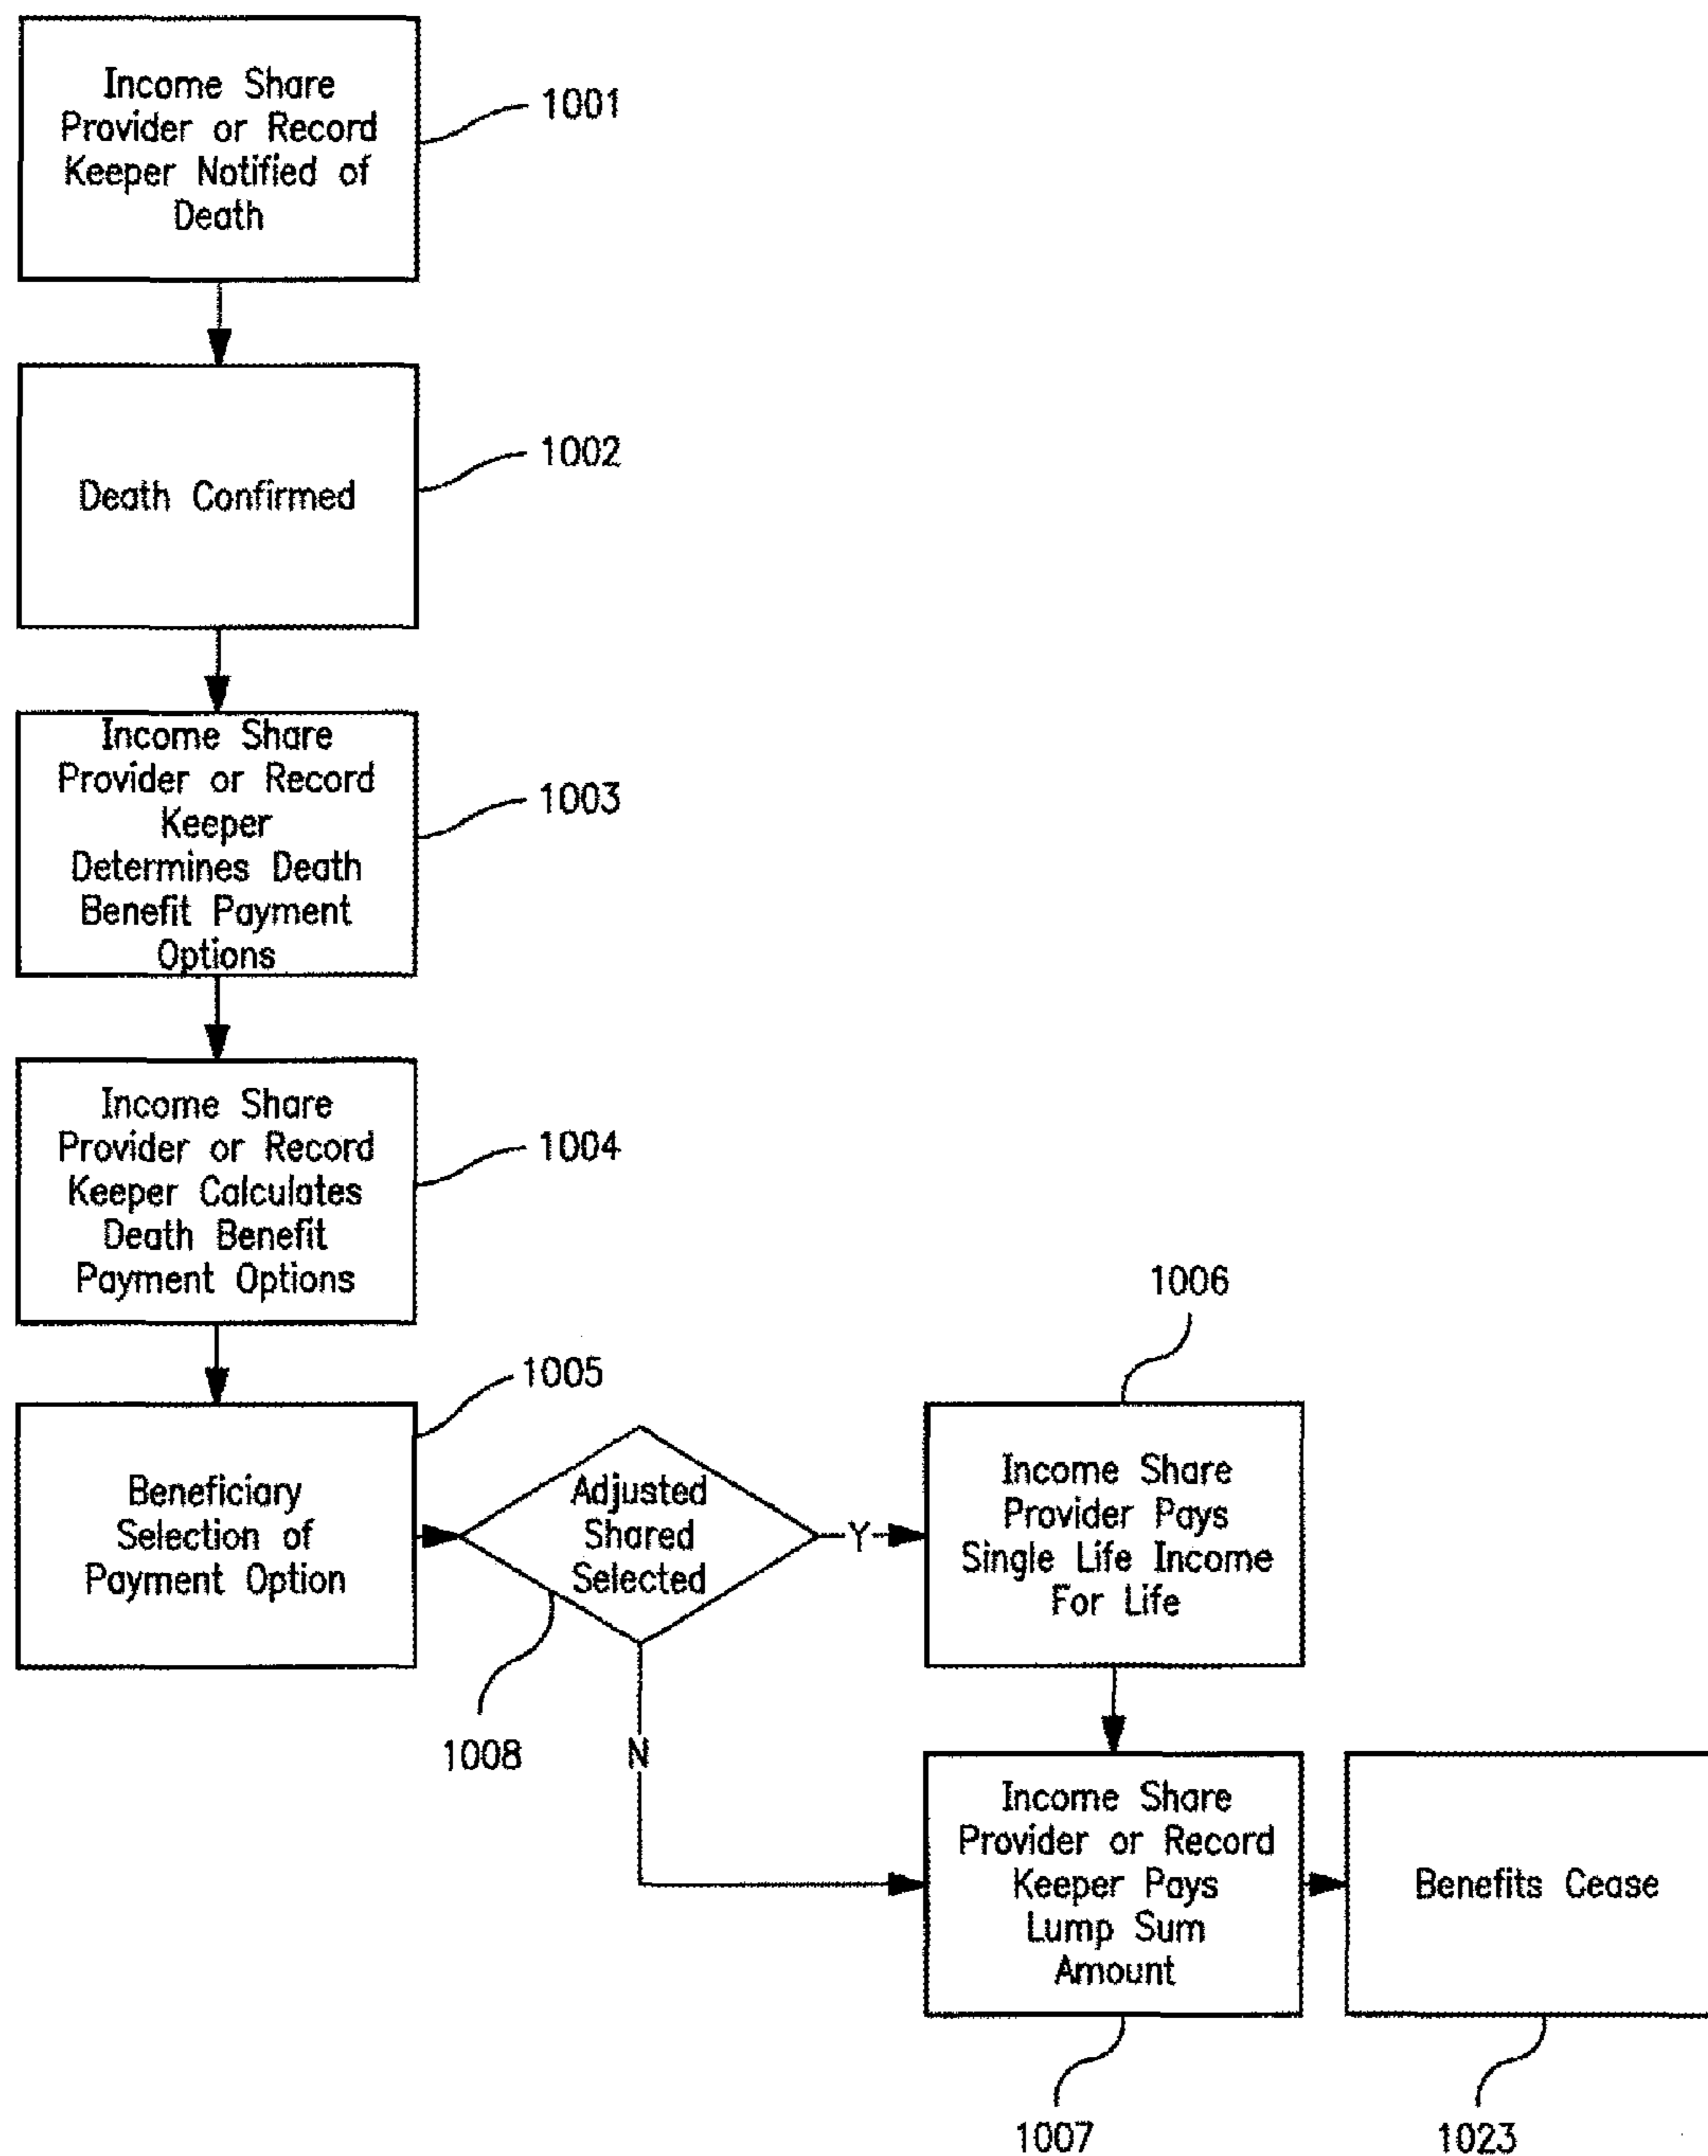 Income Share
Provider or Record
Keeper Notified of
Death
1001
Death Confirmed
1002
Income Share
Provider or Record
Keeper
Determines Death
Benefit Payment
Options
1003
Income Share
Provider or Record
Keeper Calculates
Death Benefit
Payment Options
1004
Beneficiary
Selection of
Payment Option
1005
Adjusted
Shared
Selected
1008
Y
N
1006
Income Share
Provider Pays
Single Life Income
For Life
Income Share
Provider or Record
Keeper Pays
Lump Sum
Amount
1007
Benefits Cease
1023